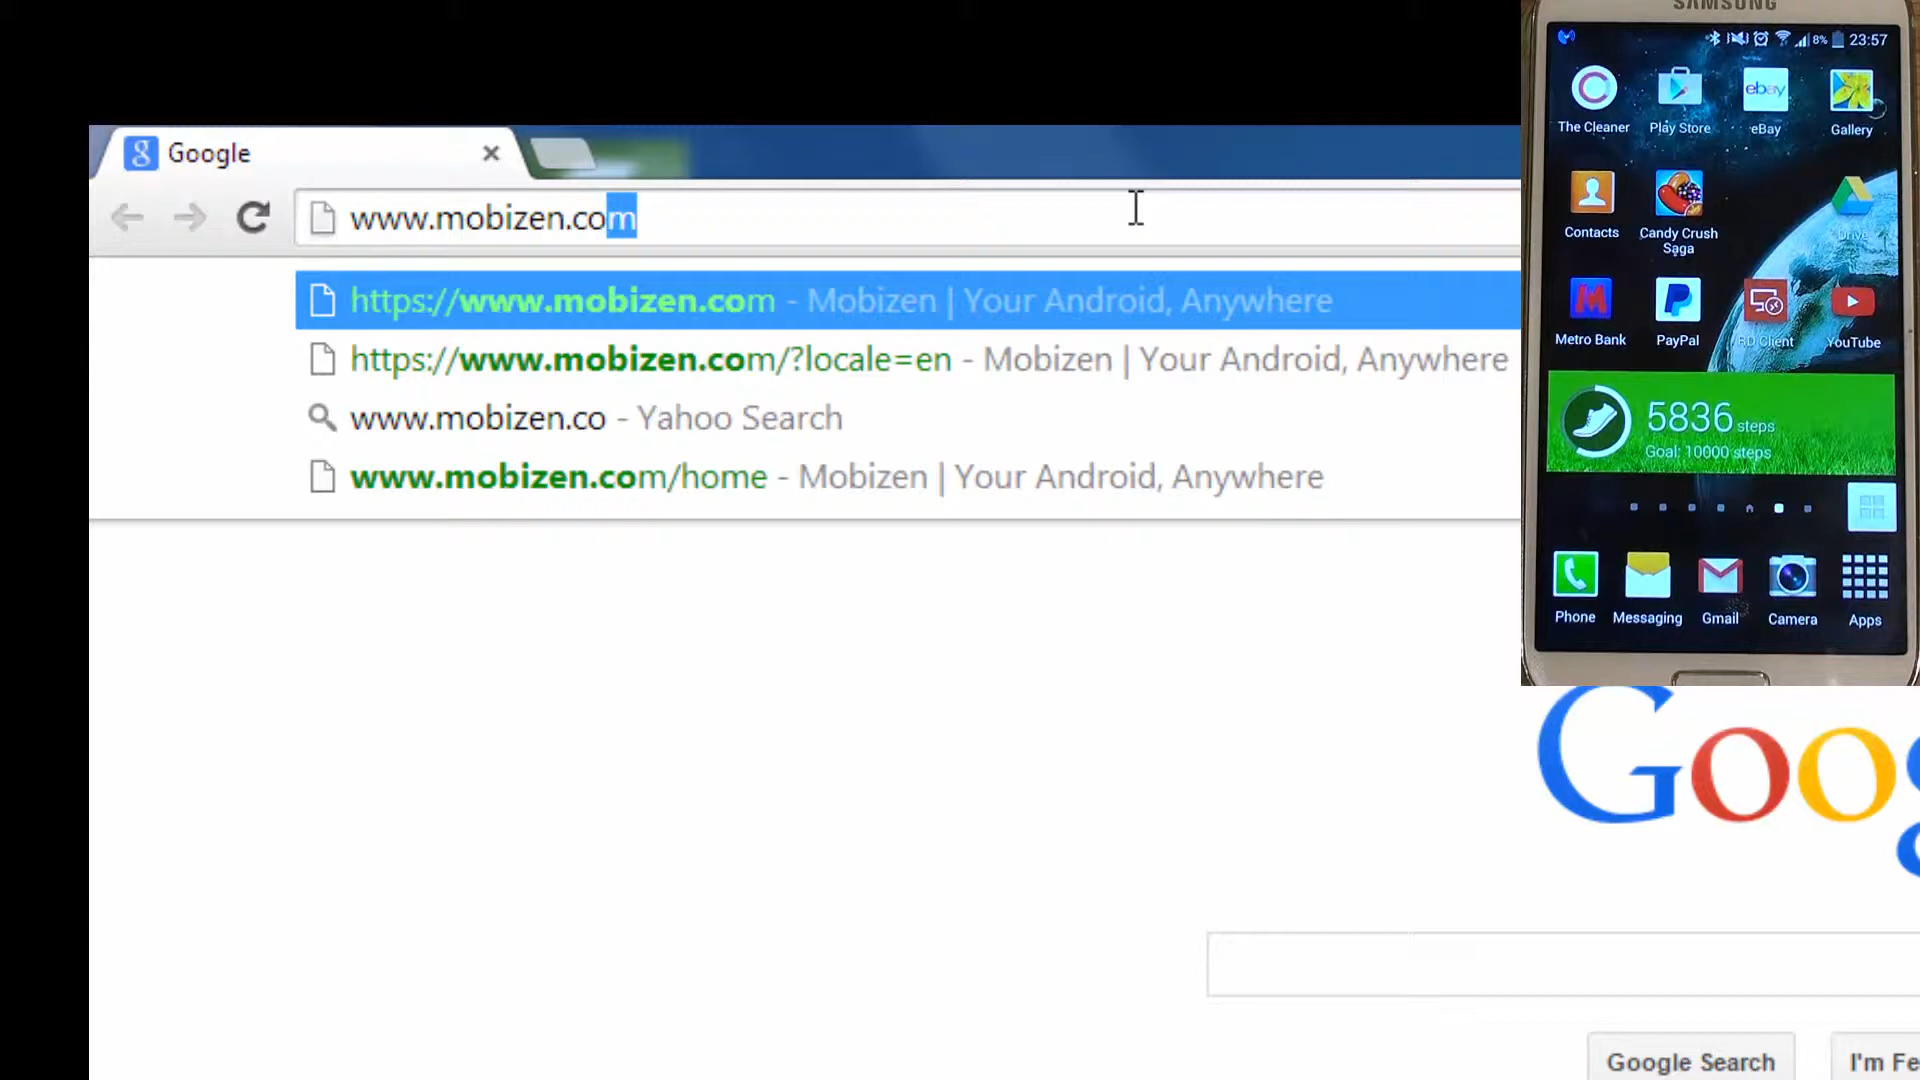 Google
www.mobizen.com
https://www.mobizen.com - Mobizen | Your Android, Anywhere
https://www.mobizen.com/?locale=en - Mobizen | Your Android, Anywhere
www.mobizen.co - Yahoo Search
www.mobizen.com/home - Mobizen | Your Android, Anywhere
Goog
Google Search
I'm Fe
SAMSUNG
8% 23:57
The Cleaner
Play Store
ebay
eBay
Gallery
Contacts
Candy Crush
Saga
Drive
Metro Bank
PayPal
RD Client
YouTube
5836 steps
Goal: 10000 steps
Phone
Messaging
Gmail
Camera
Apps